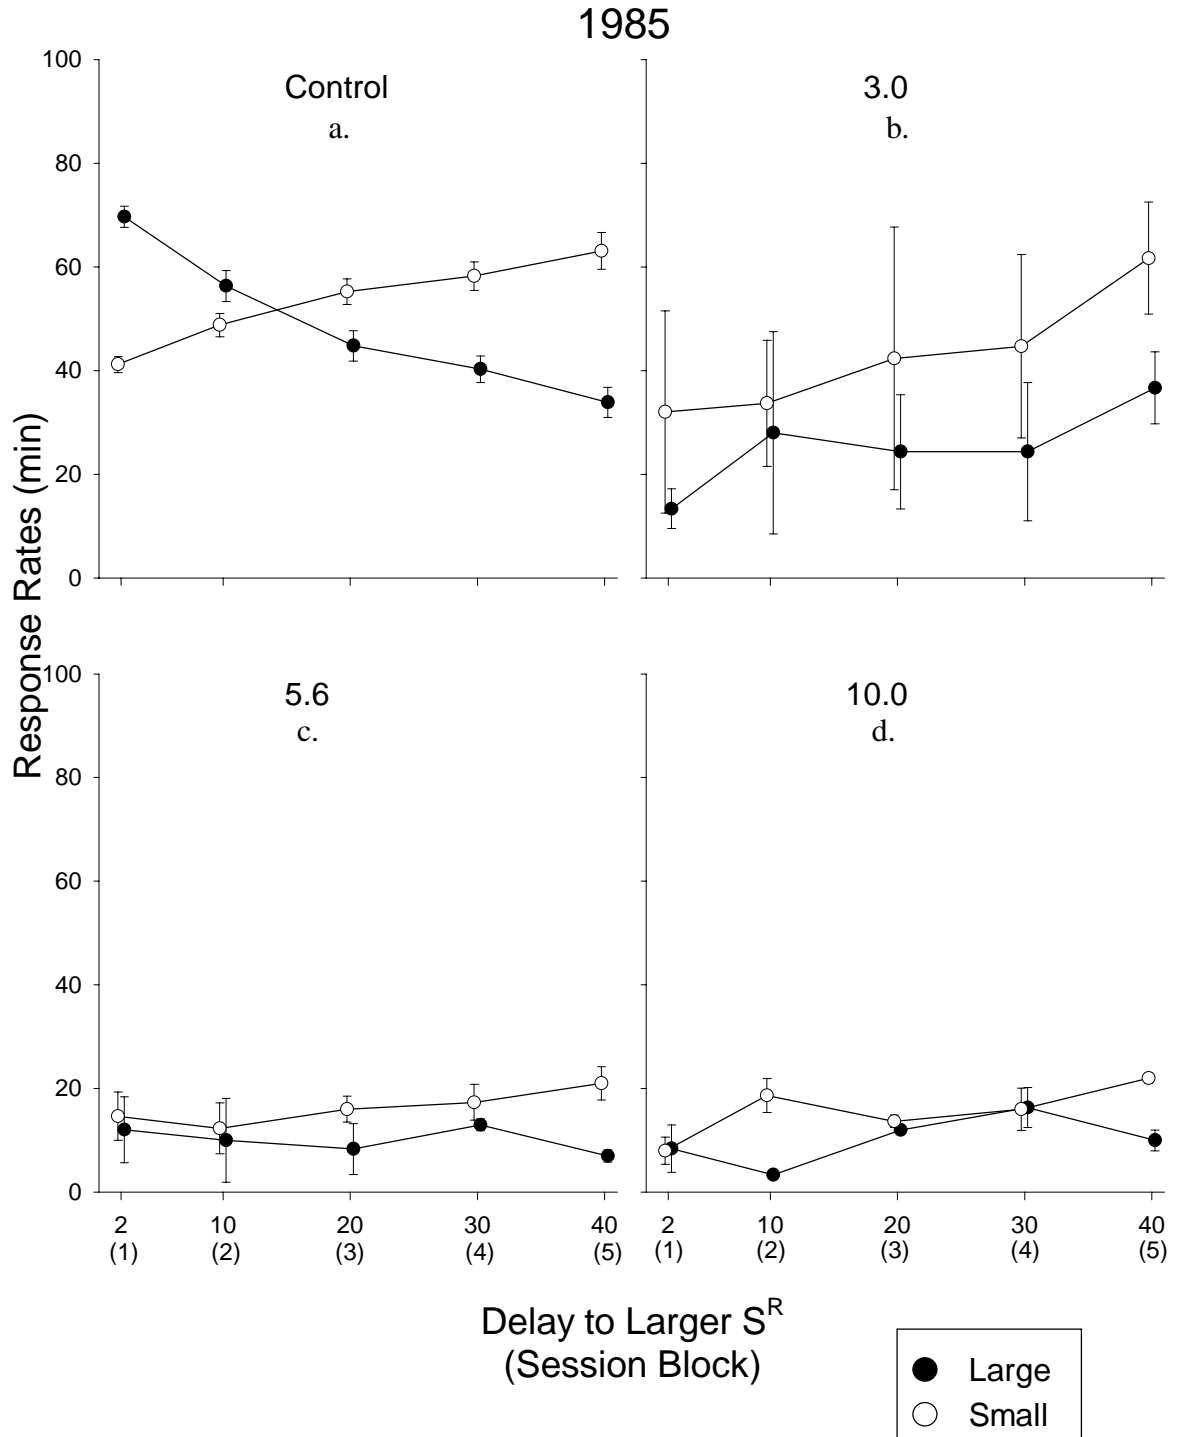 1985
Control
a.
3.0
b.
100
80
60
40
20
0
Response Rates (min)
5.6
c.
10.0
d.
100
80
60
40
20
0
2 10 20 30 40 2 10 20 30 40
(1) (2) (3) (4) (5) (1) (2) (3) (4) (5)
Delay to Larger S^R
(Session Block)
Large
Small